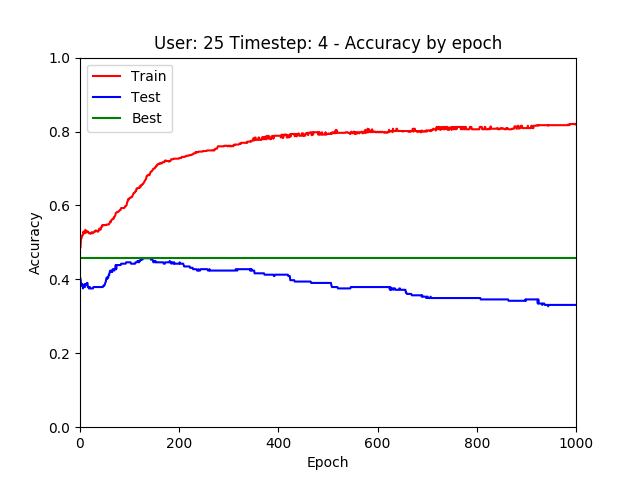 User: 25 Timestep: 4 - Accuracy by epoch
1.0
0.8
0.6
0.4
0.2
0.0
Accuracy
Train
Test
Best
0 200 400 600 800 1000
Epoch